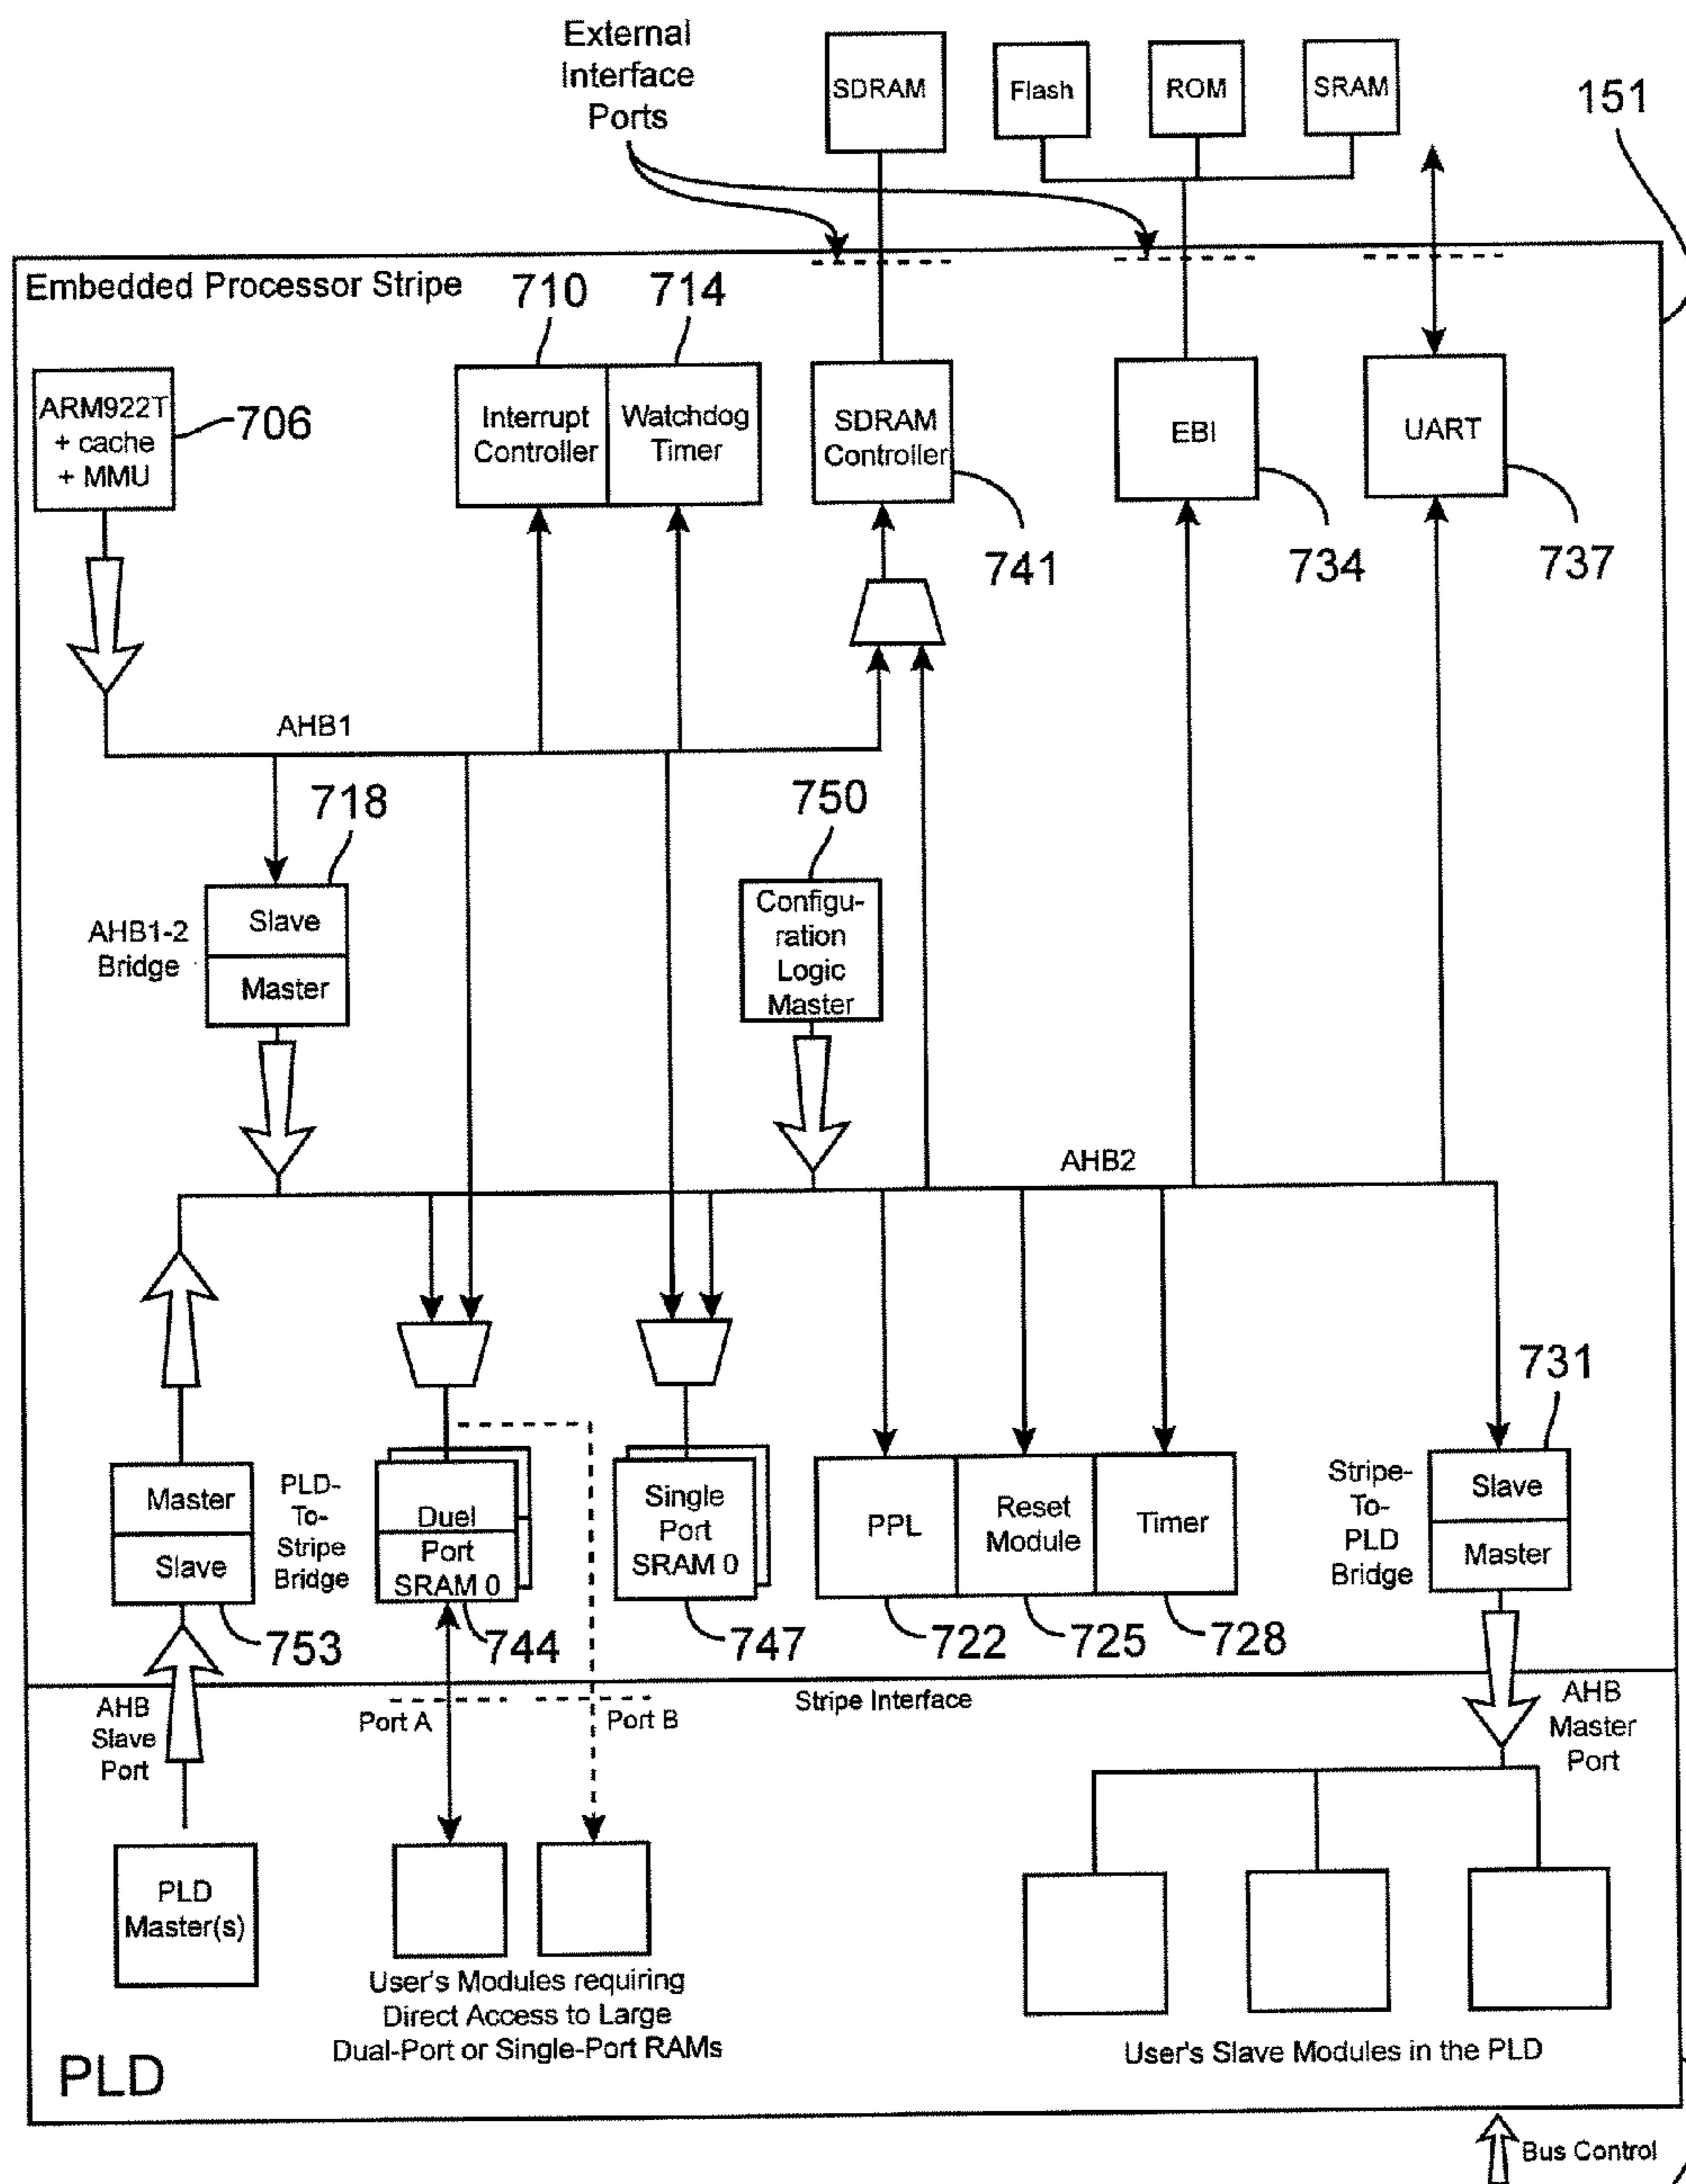 External
Interface
Ports
SDRAM
Flash
ROM
SRAM
151
Embedded Processor Stripe
710
714
ARM922T
+ cache
+ MMU
706
Interrupt
Controller
Watchdog
Timer
SDRAM
Controller
741
EBI
734
UART
737
AHB1
718
AHB1-2
Bridge
Slave
Master
750
Configu-
ration
Logic
Master
AHB2
731
Master
Slave
753
PLD-
To-
Stripe
Bridge
Duel
Port
SRAM 0
744
Single
Port
SRAM 0
747
PPL
722
Reset
Module
725
Timer
728
Stripe-
To-
PLD
Bridge
Slave
Master
AHB
Slave
Port
Port A
Port B
Stripe Interface
AHB
Master
Port
PLD
Master(s)
User's Modules requiring
Direct Access to Large
Dual-Port or Single-Port RAMs
User's Slave Modules in the PLD
PLD
Bus Control